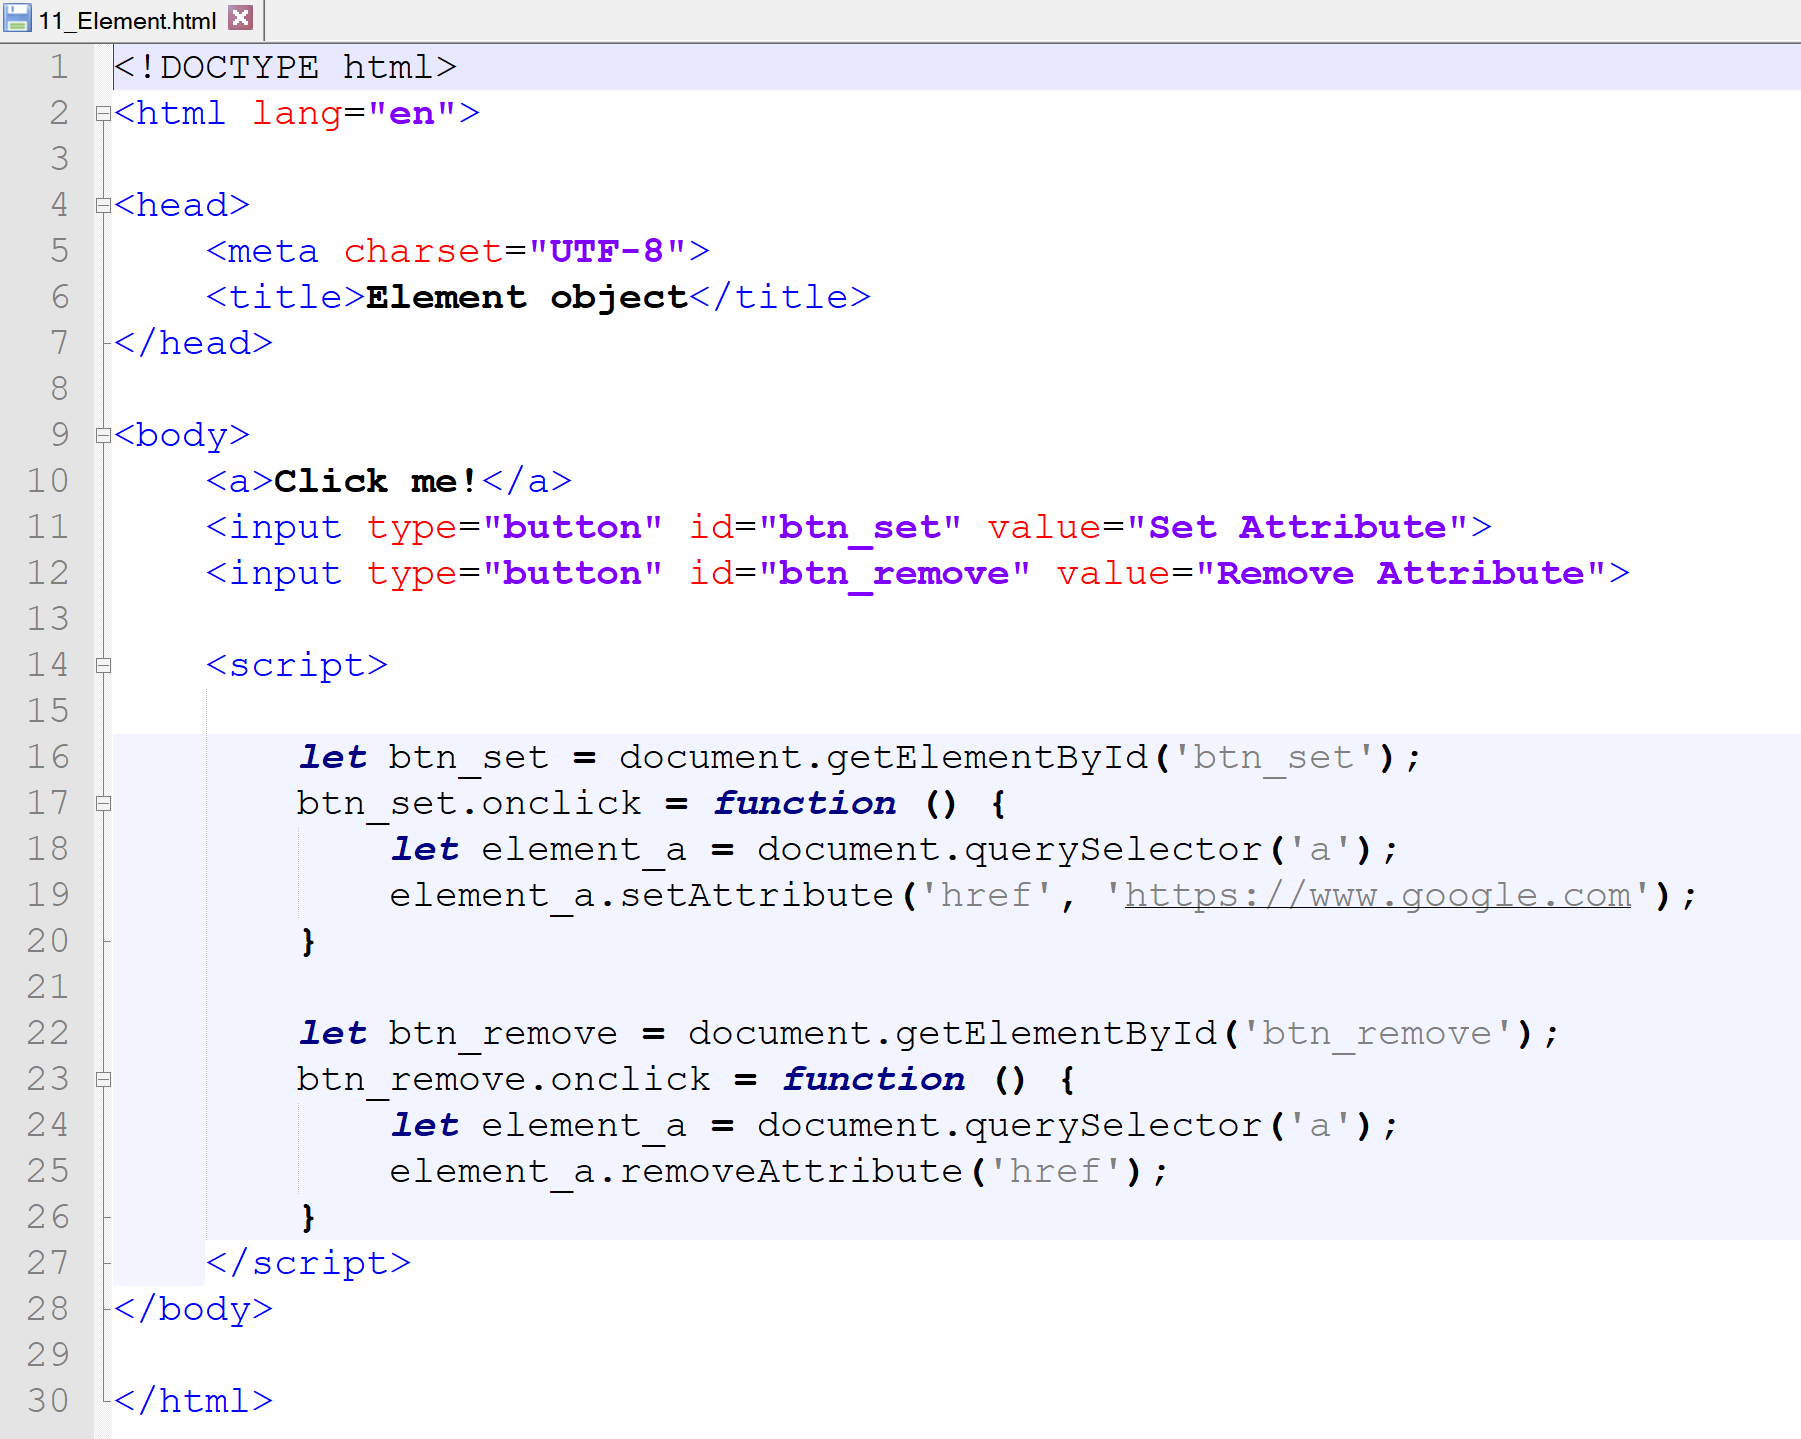 11_Element.html
1 <!DOCTYPE html>
2 <html lang="en">
3
4 <head>
5     <meta charset="UTF-8">
6     <title>Element object</title>
7 </head>
8
9 <body>
10     <a>Click me!</a>
11     <input type="button" id="btn_set" value="Set Attribute">
12     <input type="button" id="btn_remove" value="Remove Attribute">
13
14     <script>
15
16         let btn_set = document.getElementById('btn_set');
17         btn_set.onclick = function () {
18             let element_a = document.querySelector('a');
19             element_a.setAttribute('href', 'https://www.google.com');
20         }
21
22         let btn_remove = document.getElementById('btn_remove');
23         btn_remove.onclick = function () {
24             let element_a = document.querySelector('a');
25             element_a.removeAttribute('href');
26         }
27     </script>
28 </body>
29
30 </html>